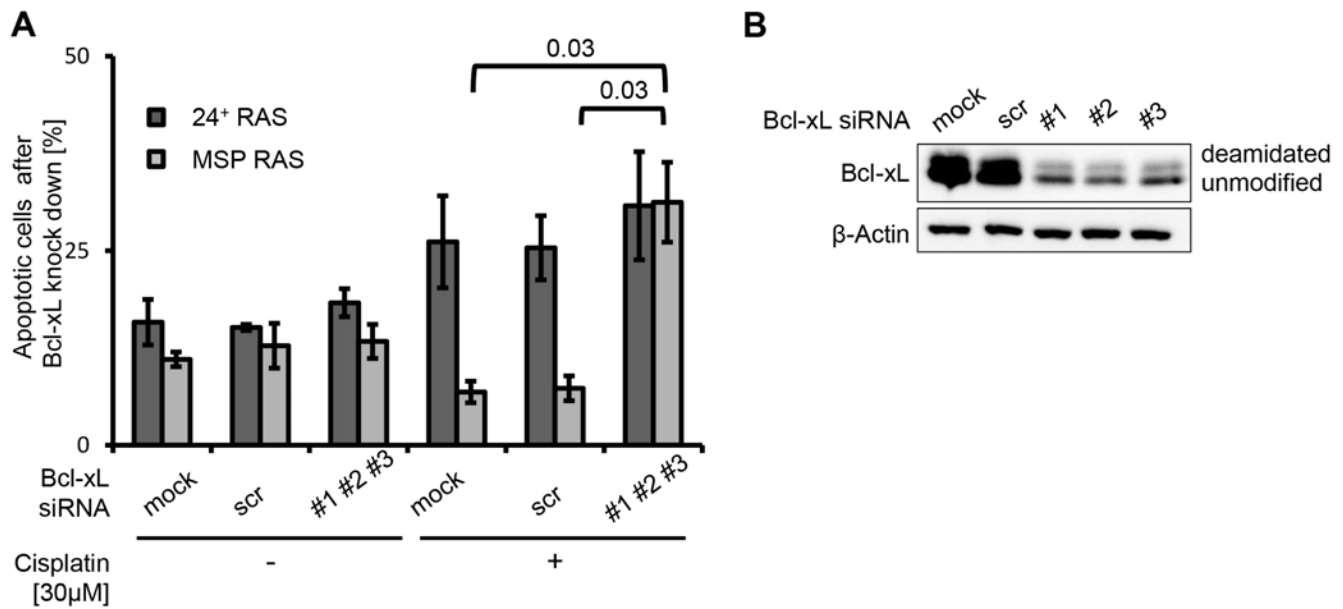 A
50
25
0
Apoptotic cells after
Bcl-xL knock down [%]
24⁺ RAS
MSP RAS
0.03
0.03
Bcl-xL
siRNA
mock
scr
#1 #2 #3
mock
scr
#1 #2 #3
Cisplatin
[30µM]
-
+
B
Bcl-xL siRNA
mock
scr
#1
#2
#3
Bcl-xL
deamidated
unmodified
β-Actin